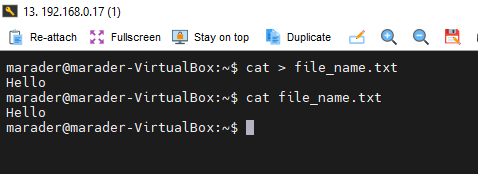 13. 192.168.0.17 (1)
Re-attach Fullscreen Stay on top Duplicate
marader@marader-VirtualBox:~$ cat > file_name.txt
Hello
marader@marader-VirtualBox:~$ cat file_name.txt
Hello
marader@marader-VirtualBox:~$